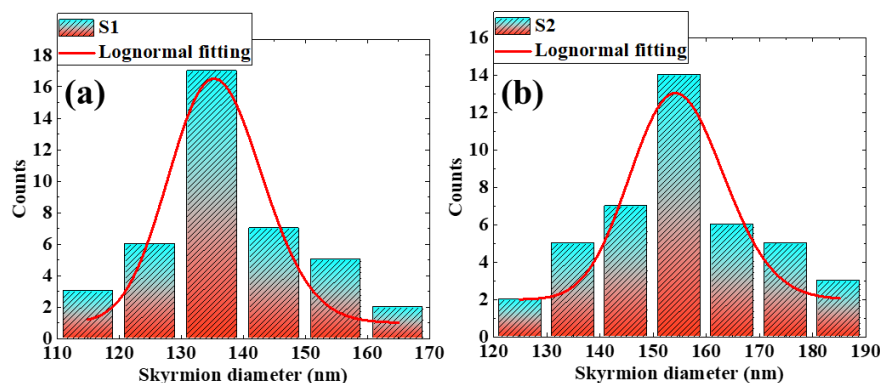 S1
Lognormal fitting
(a)
18
16
14
12
10
8
6
4
2
0
Counts
110 120 130 140 150 160 170
Skyrmion diameter (nm)
S2
Lognormal fitting
(b)
16
14
12
10
8
6
4
2
0
Counts
120 130 140 150 160 170 180 190
Skyrmion diameter (nm)